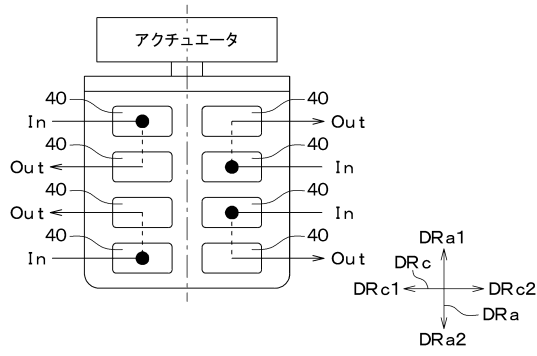 アクチュエータ
40 40
In Out
40 40
Out In
40 40
Out In
40 40
In Out
DRa1
DRc
DRc1 DRc2
DRa
DRa2